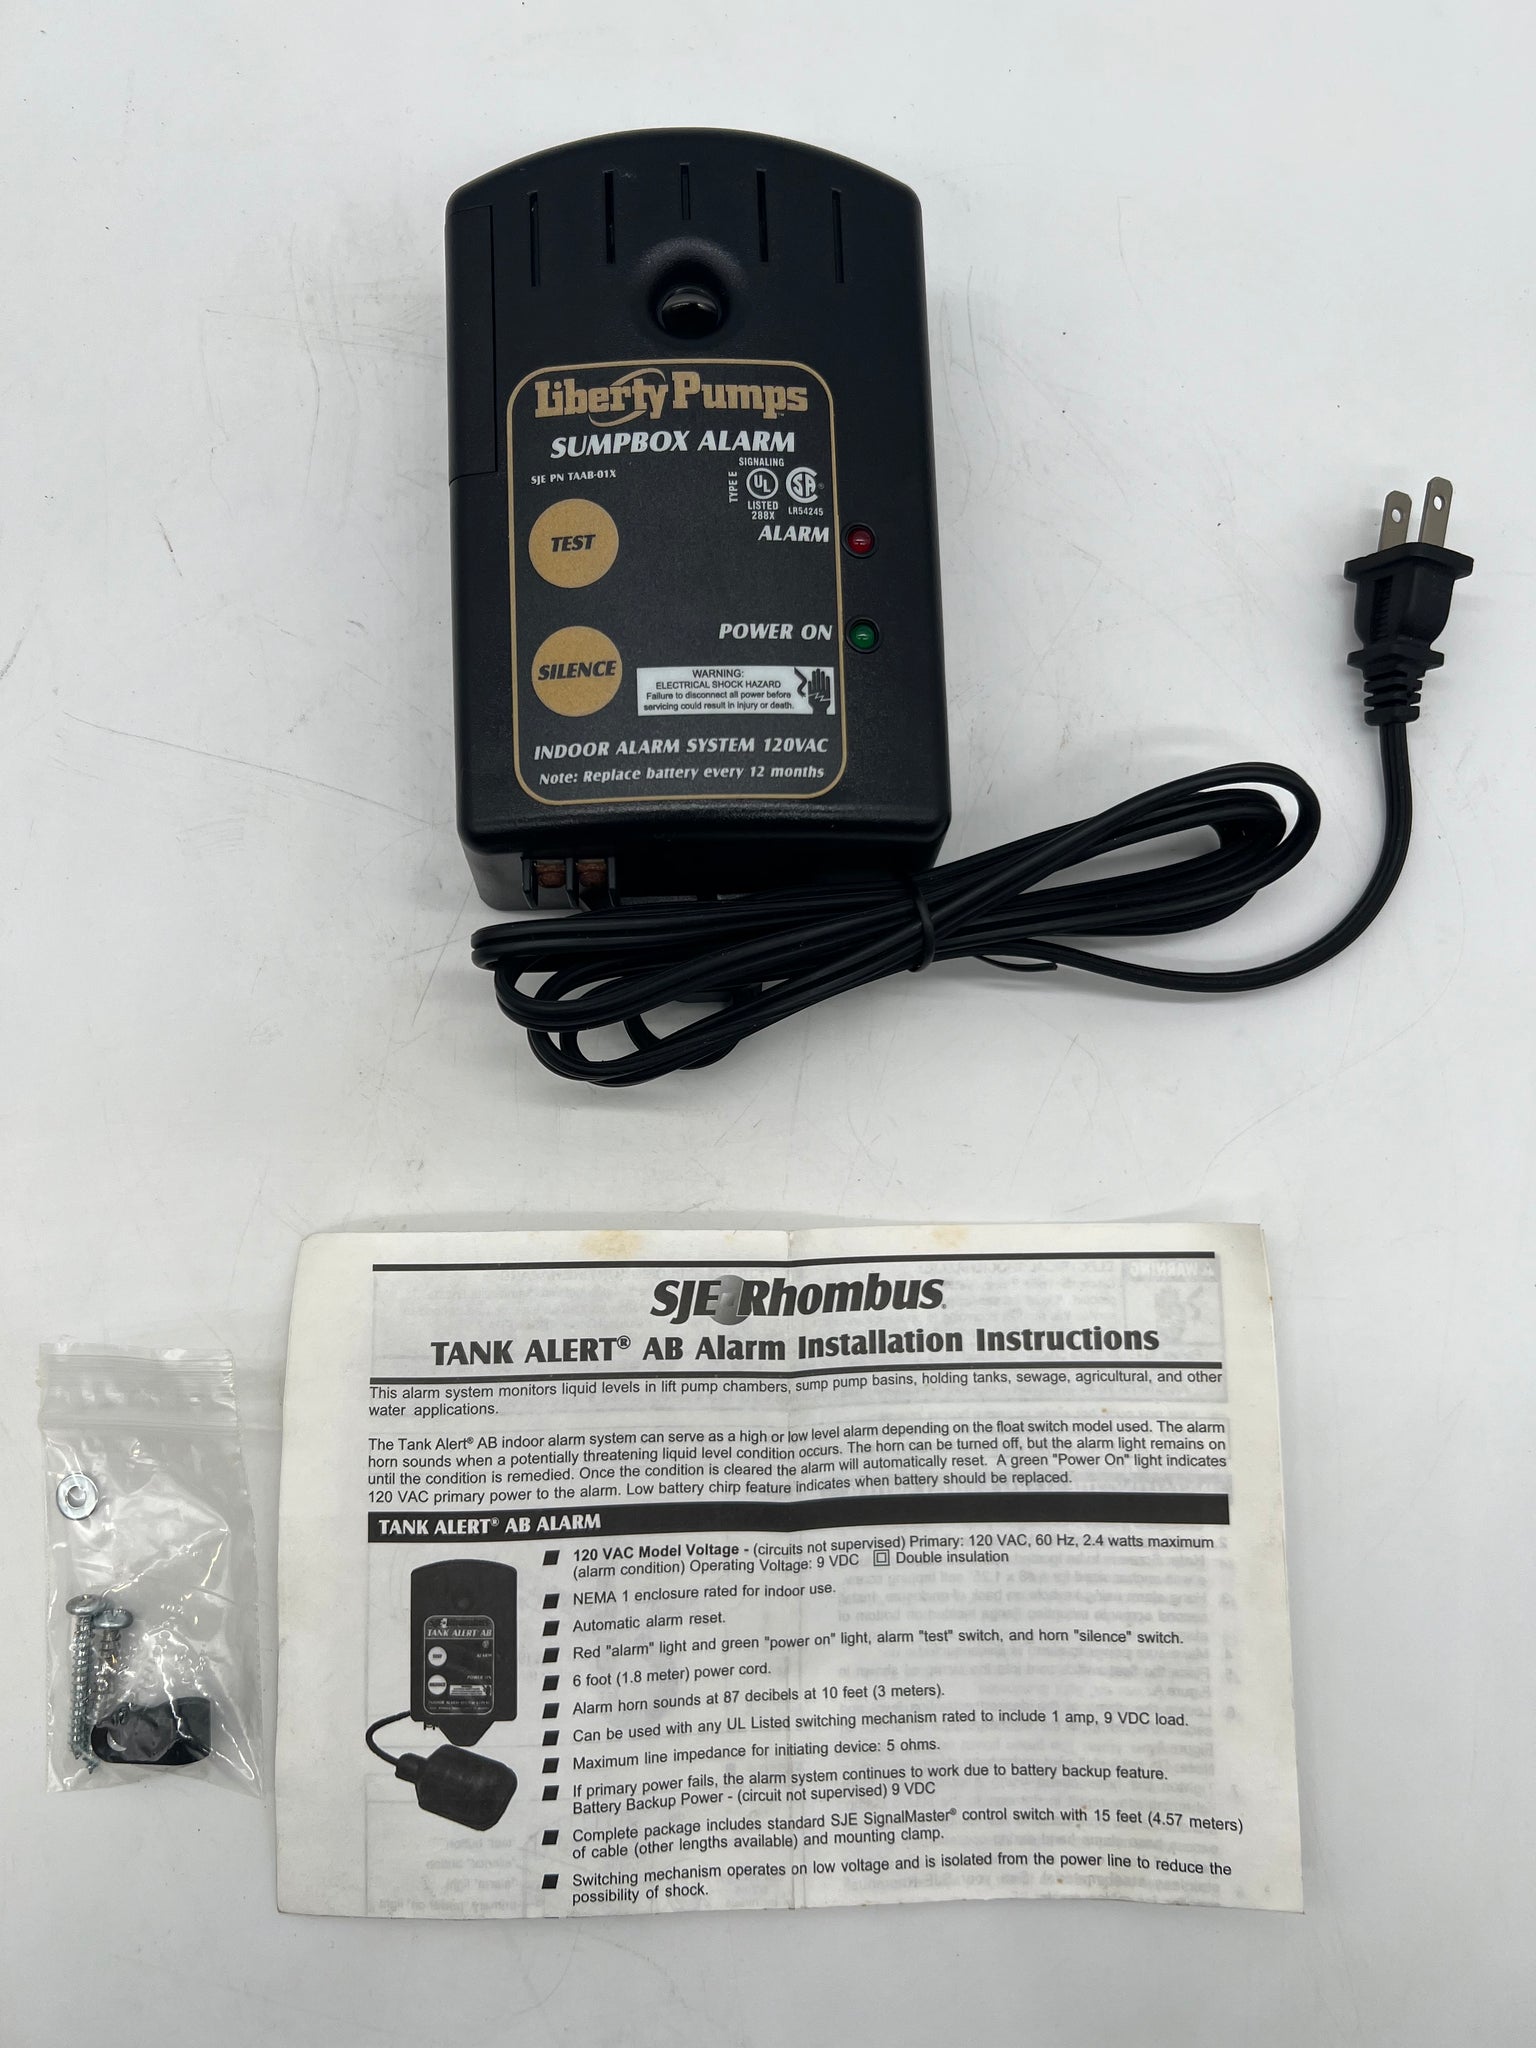 Liberty Pumps
SUMPBOX ALARM
SJE PN TAAB-01X
SIGNALING
TYPE E
UL
LISTED
288X
SA ®
LR54245
TEST
ALARM
POWER ON
SILENCE
WARNING:
ELECTRICAL SHOCK HAZARD
Failure to disconnect all power before
servicing could result in injury or death.
INDOOR ALARM SYSTEM 120VAC
Note: Replace battery every 12 months
SJE Rhombus®
TANK ALERT® AB Alarm Installation Instructions
This alarm system monitors liquid levels in lift pump chambers, sump pump basins, holding tanks, sewage, agricultural, and other
water applications.
The Tank Alert® AB indoor alarm system can serve as a high or low level alarm depending on the float switch model used. The alarm
horn sounds when a potentially threatening liquid level condition occurs. The horn can be turned off, but the alarm light remains on
until the condition is remedied. Once the condition is cleared the alarm will automatically reset. A green "Power On" light indicates
120 VAC primary power to the alarm. Low battery chirp feature indicates when battery should be replaced.
TANK ALERT® AB ALARM
TANK ALERT AB
120 VAC Model Voltage - (circuits not supervised) Primary: 120 VAC, 60 Hz, 2.4 watts maximum
(alarm condition) Operating Voltage: 9 VDC Double insulation
NEMA 1 enclosure rated for indoor use.
Automatic alarm reset.
Red "alarm" light and green "power on" light, alarm "test" switch, and horn "silence" switch.
6 foot (1.8 meter) power cord.
Alarm horn sounds at 87 decibels at 10 feet (3 meters).
Can be used with any UL Listed switching mechanism rated to include 1 amp, 9 VDC load.
Maximum line impedance for initiating device: 5 ohms.
If primary power fails, the alarm system continues to work due to battery backup feature.
Battery Backup Power - (circuit not supervised) 9 VDC
Complete package includes standard SJE SignalMaster® control switch with 15 feet (4.57 meters)
of cable (other lengths available) and mounting clamp.
Switching mechanism operates on low voltage and is isolated from the power line to reduce the
possibility of shock.